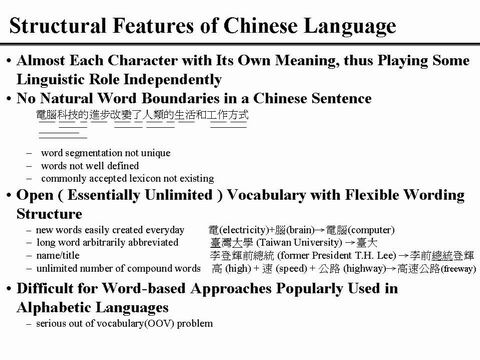 Structural Features of Chinese Language
• Almost Each Character with Its Own Meaning, thus Playing Some
Linguistic Role Independently
• No Natural Word Boundaries in a Chinese Sentence
電腦科技的進步改變了人類的生活和工作方式
– word segmentation not unique
– words not well defined
– commonly accepted lexicon not existing
• Open ( Essentially Unlimited ) Vocabulary with Flexible Wording
Structure
– new words easily created everyday 電(electricity)+腦(brain)→電腦(computer)
– long word arbitrarily abbreviated 臺灣大學 (Taiwan University) →臺大
– name/title 李登輝前總統 (former President T.H. Lee) →李前總統登輝
– unlimited number of compound words 高 (high) + 速 (speed) + 公路 (highway)→高速公路(freeway)
• Difficult for Word-based Approaches Popularly Used in
Alphabetic Languages
– serious out of vocabulary(OOV) problem